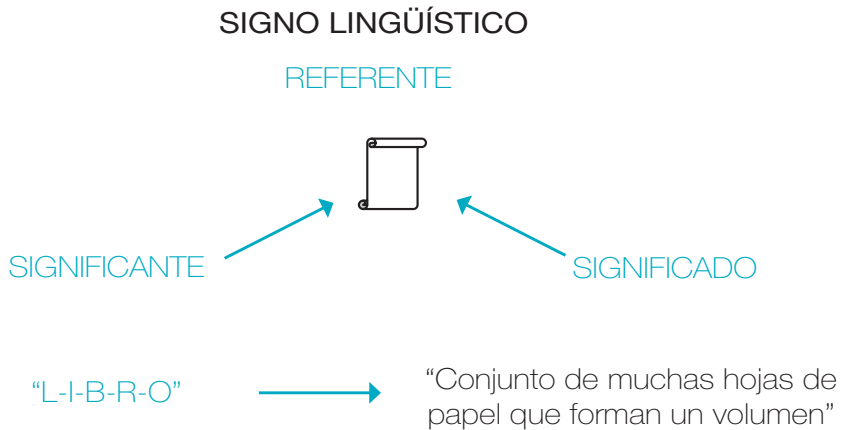 SIGNO LINGÜÍSTICO
REFERENTE
SIGNIFICANTE
SIGNIFICADO
“L-I-B-R-O”
“Conjunto de muchas hojas de
papel que forman un volumen”